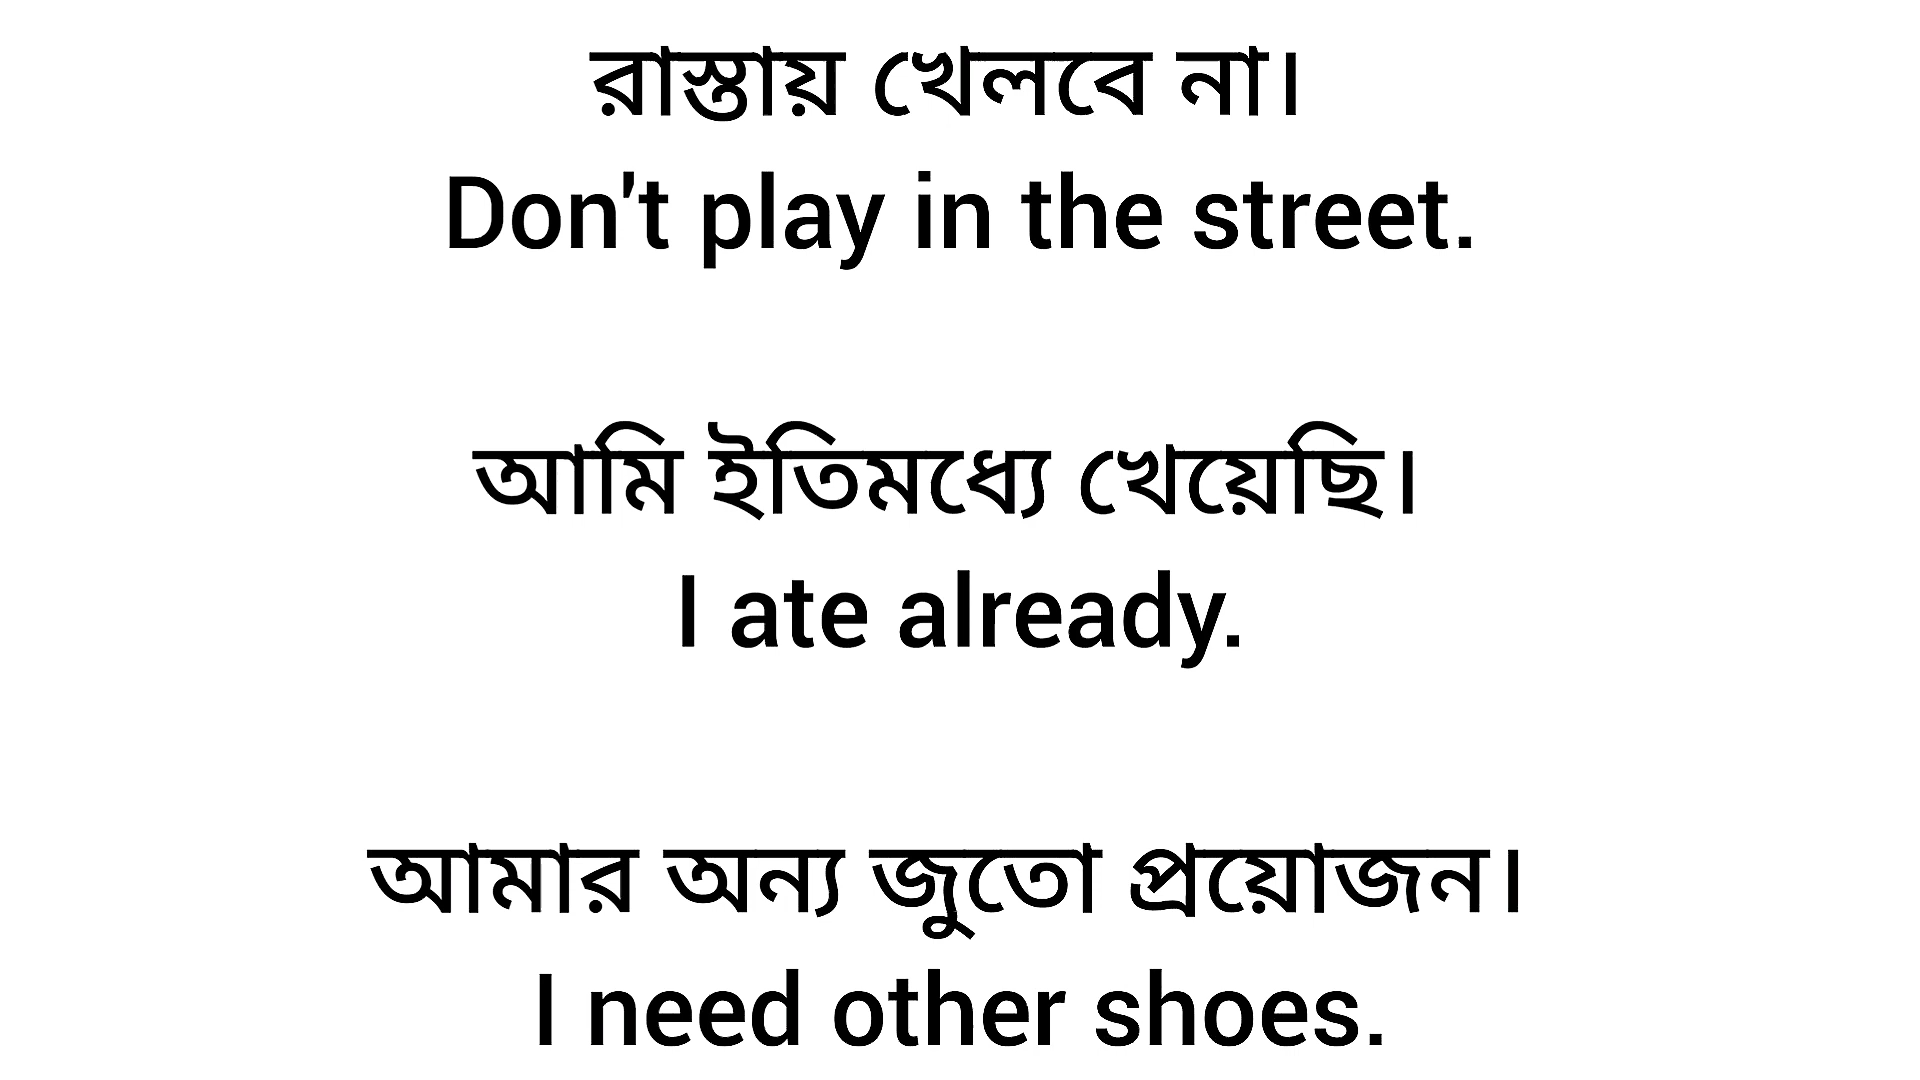 রাস্তায় খেলবে না।
Don't play in the street.
আমি ইতিমধ্যে খেয়েছি।
I ate already.
আমার অন্য জুতো প্রয়োজন।
I need other shoes.